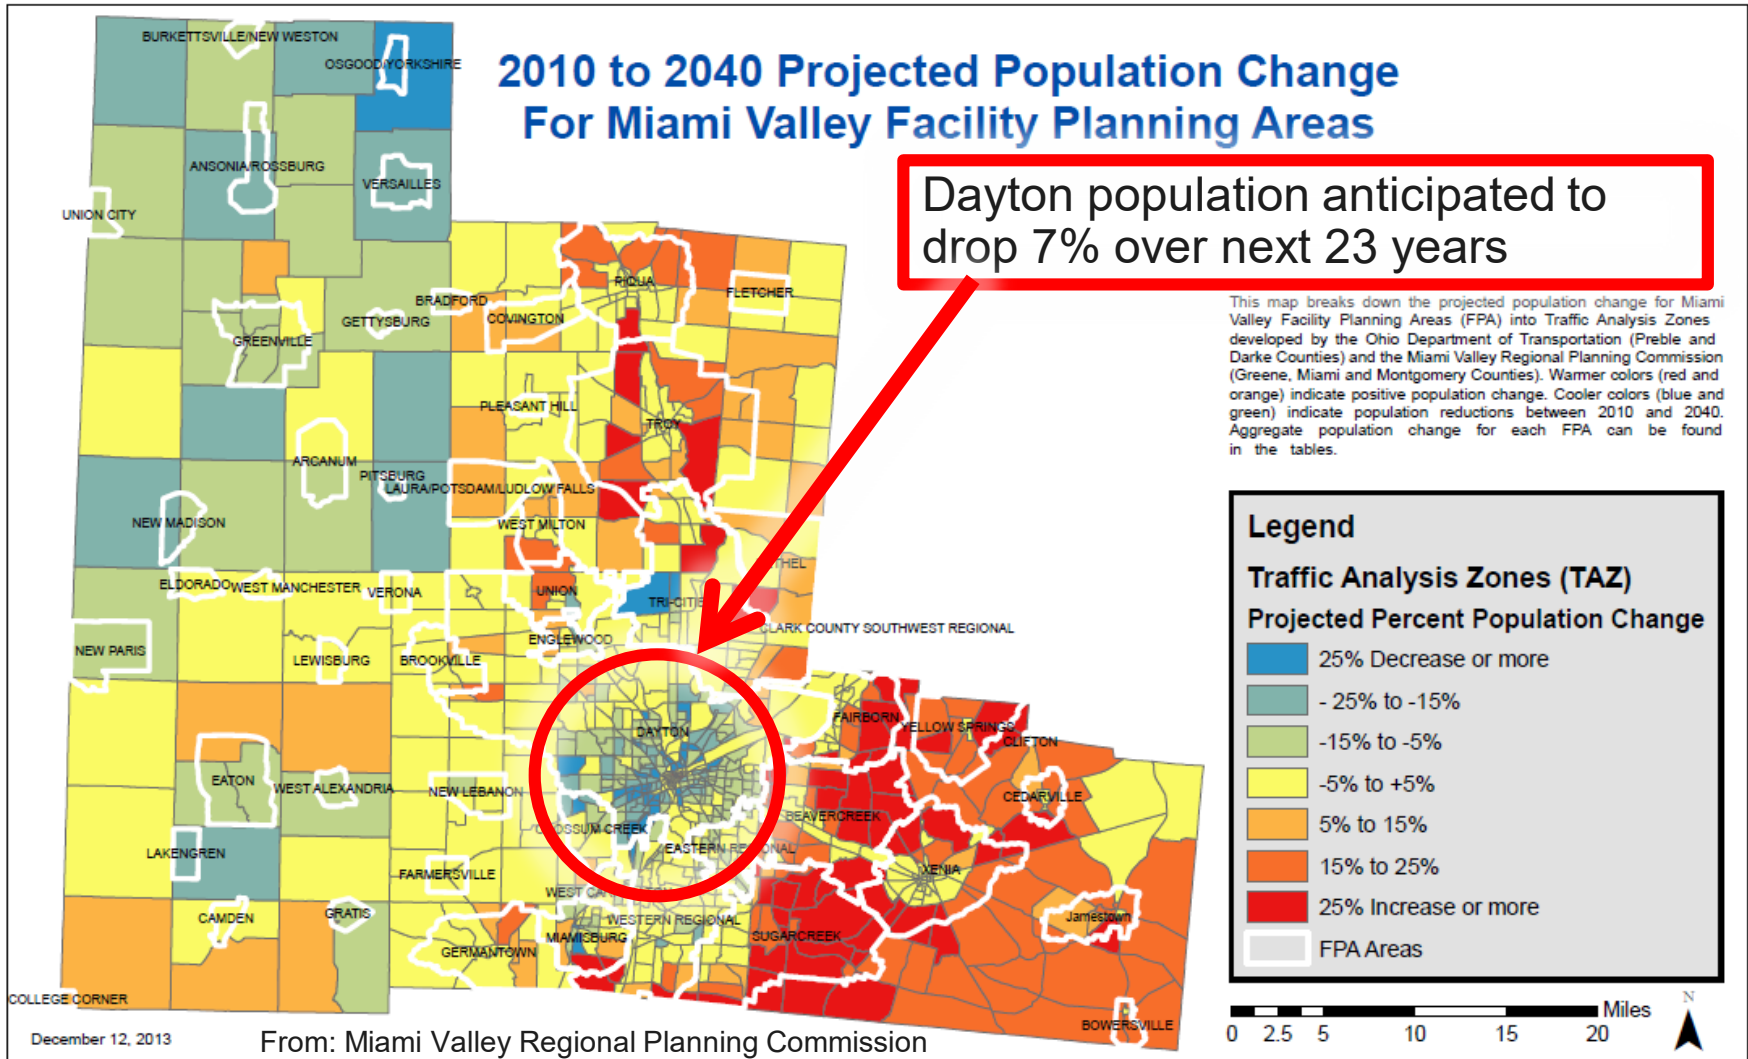 2010 to 2040 Projected Population Change
For Miami Valley Facility Planning Areas
Dayton population anticipated to
drop 7% over next 23 years
This map breaks down the projected population change for Miami
Valley Facility Planning Areas (FPA) into Traffic Analysis Zones
developed by the Ohio Department of Transportation (Preble and
Darke Counties) and the Miami Valley Regional Planning Commission
(Greene, Miami and Montgomery Counties). Warmer colors (red and
orange) indicate positive population change. Cooler colors (blue and
green) indicate population reductions between 2010 and 2040.
Aggregate population change for each FPA can be found
in the tables.
BURKETTSVILLE/NEW WESTON
OSGOOD/YORKSHIRE
ANSONIA/ROSSBURG
VERSAILLES
UNION CITY
PIQUA
FLETCHER
BRADFORD
COVINGTON
GETTYSBURG
GREENVILLE
PLEASANT HILL
TROY
ARCANUM
PITSBURG
LAURA/POTSDAM/LUDLOW FALLS
NEW MADISON
WEST MILTON
ELDORADO
WEST MANCHESTER
VERONA
UNION
TRI-CITIE
THEL
CLARK COUNTY SOUTHWEST REGIONAL
ENGLEWOOD
NEW PARIS
LEWISBURG
BROOKVILLE
DAYTON
FAIRBORN
YELLOW SPRINGS
CLIFTON
EATON
WEST ALEXANDRIA
NEW LEBANON
CEDARVILLE
BEAVERCREEK
OPOSSUM CREEK
EASTERN REGIONAL
LAKENGREN
FARMERSVILLE
XENIA
WEST CA
CAMDEN
GRATIS
WESTERN REGIONAL
Jamestown
MIAMISBURG
SUGARCREEK
GERMANTOWN
COLLEGE CORNER
BOWERSVILLE
Legend
Traffic Analysis Zones (TAZ)
Projected Percent Population Change
25% Decrease or more
- 25% to -15%
-15% to -5%
-5% to +5%
5% to 15%
15% to 25%
25% Increase or more
FPA Areas
Miles
0 2.5 5 10 15 20
N
December 12, 2013
From: Miami Valley Regional Planning Commission